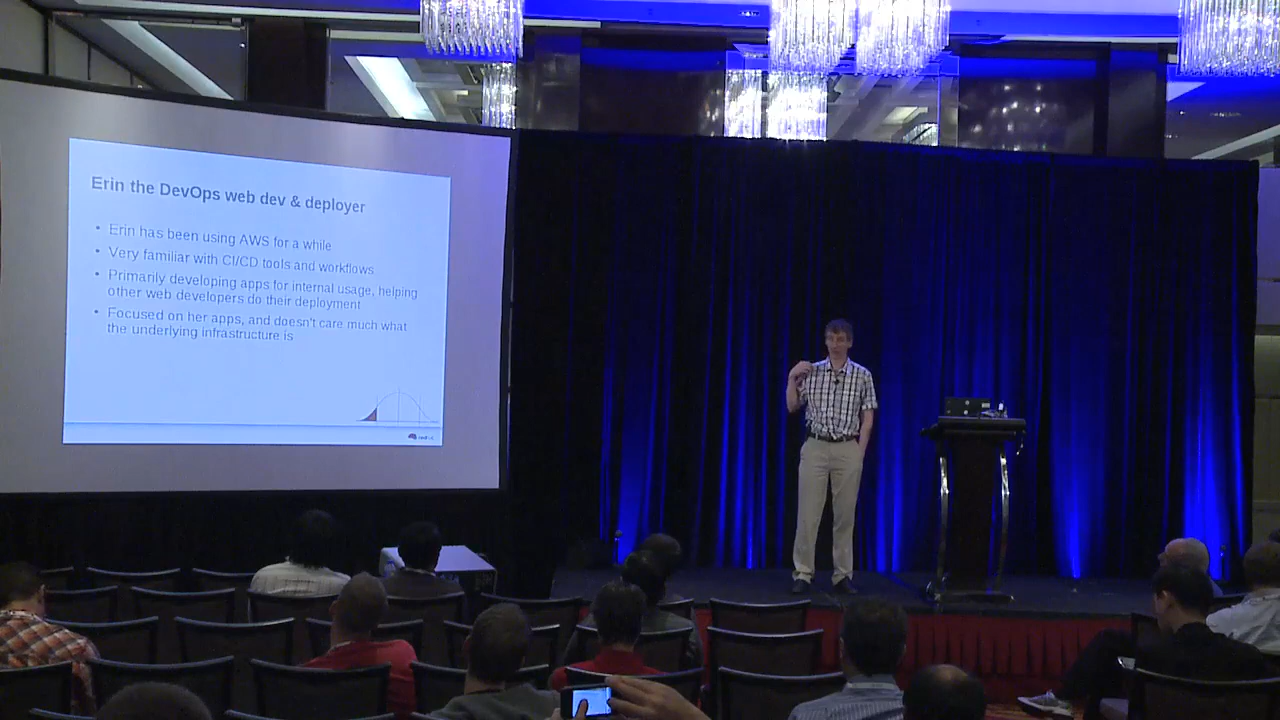 Erin the DevOps web dev & deployer
• Erin has been using AWS for a while
• Very familiar with CI/CD tools and workflows
• Primarily developing apps for internal usage, helping
other web developers do their deployment
• Focused on her apps, and doesn't care much what
the underlying infrastructure is